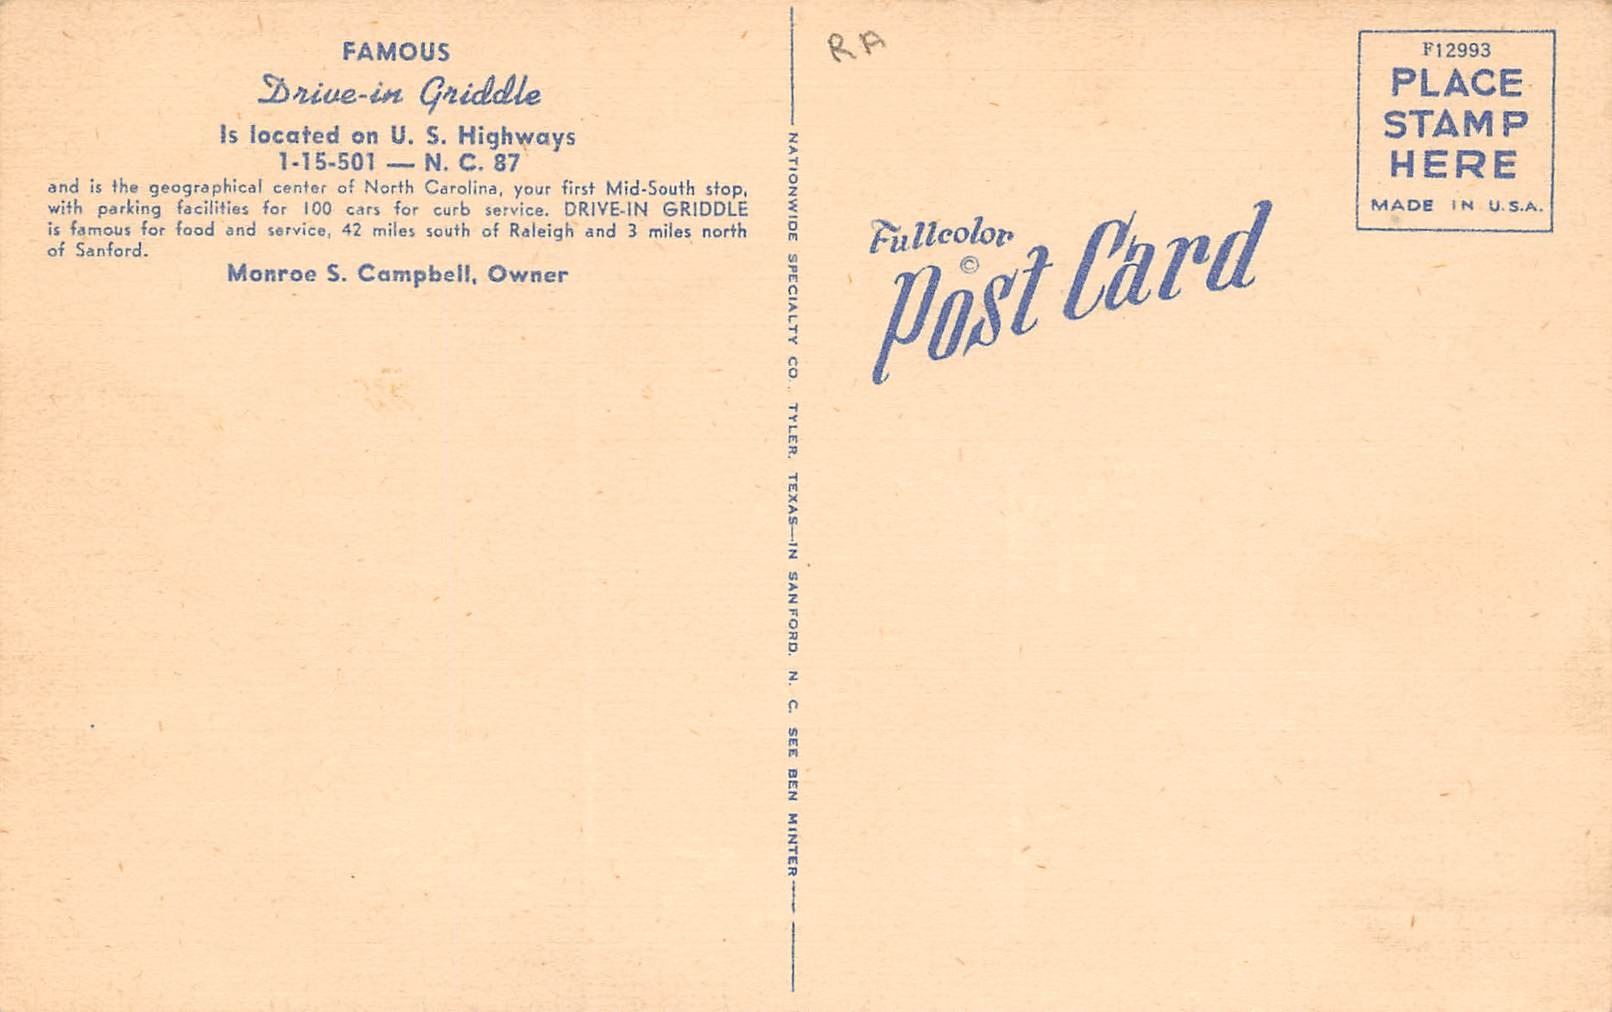 FAMOUS
Drive-in Griddle
Is located on U. S. Highways
1-15-501 — N. C. 87
and is the geographical center of North Carolina, your first Mid-South stop,
with parking facilities for 100 cars for curb service. DRIVE-IN GRIDDLE
is famous for food and service, 42 miles south of Raleigh and 3 miles north
of Sanford.
Monroe S. Campbell, Owner
NATIONWIDE SPECIALTY CO., TYLER, TEXAS—IN SANFORD, N. C. SEE BEN MINTER
RA
Fullcolor
©
Post Card
F12993
PLACE
STAMP
HERE
MADE IN U.S.A.